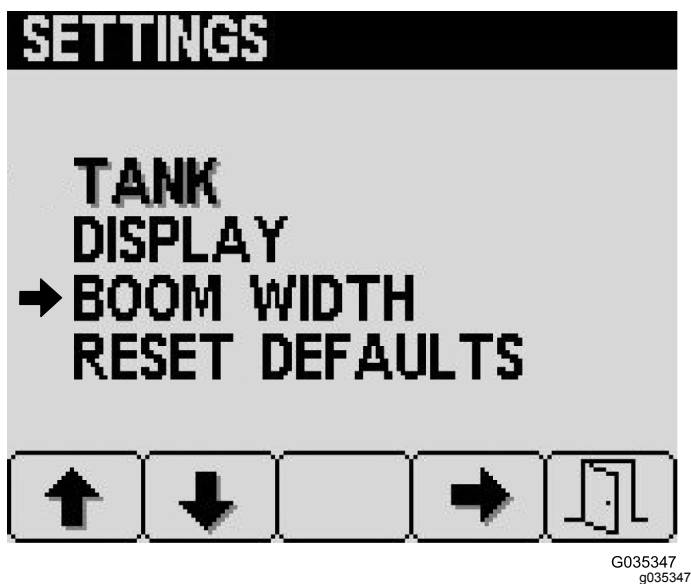 SETTINGS
TANK
DISPLAY
BOOM WIDTH
RESET DEFAULTS
G035347
g035347